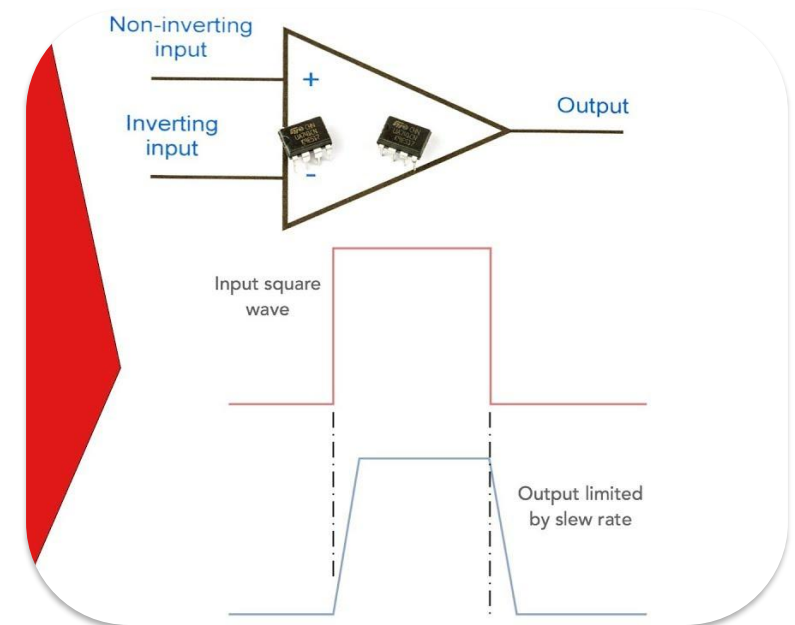 Non-inverting
input
+
Output
Inverting
input
-
Input square
wave
Output limited
by slew rate